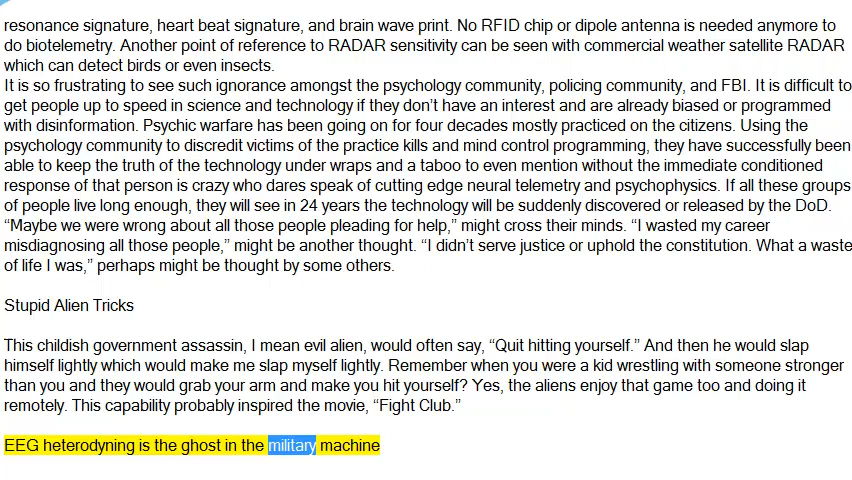 resonance signature, heart beat signature, and brain wave print. No RFID chip or dipole antenna is needed anymore to
do biotelemetry. Another point of reference to RADAR sensitivity can be seen with commercial weather satellite RADAR
which can detect birds or even insects.
It is so frustrating to see such ignorance amongst the psychology community, policing community, and FBI. It is difficult to
get people up to speed in science and technology if they don’t have an interest and are already biased or programmed
with disinformation. Psychic warfare has been going on for four decades mostly practiced on the citizens. Using the
psychology community to discredit victims of the practice kills and mind control programming, they have successfully been
able to keep the truth of the technology under wraps and a taboo to even mention without the immediate conditioned
response of that person is crazy who dares speak of cutting edge neural telemetry and psychophysics. If all these groups
of people live long enough, they will see in 24 years the technology will be suddenly discovered or released by the DoD.
“Maybe we were wrong about all those people pleading for help,” might cross their minds. “I wasted my career
misdiagnosing all those people,” might be another thought. “I didn’t serve justice or uphold the constitution. What a waste
of life I was,” perhaps might be thought by some others.
Stupid Alien Tricks
This childish government assassin, I mean evil alien, would often say, “Quit hitting yourself.” And then he would slap
himself lightly which would make me slap myself lightly. Remember when you were a kid wrestling with someone stronger
than you and they would grab your arm and make you hit yourself? Yes, the aliens enjoy that game too and doing it
remotely. This capability probably inspired the movie, “Fight Club.”
EEG heterodyning is the ghost in the military machine